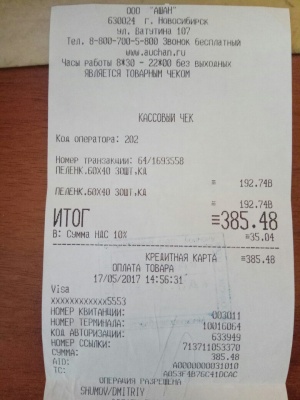 ООО "АШАН"
630024 г. Новосибирск
ул. Ватутина 107
Тел. 8-800-700-5-800 Звонок бесплатный
www.auchan.ru
Часы работы 8*30 - 22*00 без выходных
ЯВЛЯЕТСЯ ТОВАРНЫМ ЧЕКОМ
КАССОВЫЙ ЧЕК
Код оператора: 202
Номер транзакции: 64/1693558
ПЕЛЕНК.60X40 30ШТ.КД
= 192.74В
ПЕЛЕНК.60X40 30ШТ.КД
= 192.74В
ИТОГ =385.48
В: Сумма НДС 10% =35.04
КРЕДИТНАЯ КАРТА =385.48
ОПЛАТА ТОВАРА
17/05/2017 14:56:31
Visa
xxxxxxxxxxxx5553
НОМЕР КВИТАНЦИИ: 003011
НОМЕР ТЕРМИНАЛА: 10016064
КОД АВТОРИЗАЦИИ: 633949
НОМЕР ССЫЛКИ: 713711053370
СУММА: 385.48
AID: A0000000031010
TC:
ОПЕРАЦИЯ РАЗРЕШЕНА
SHUMOV/DMITRIY